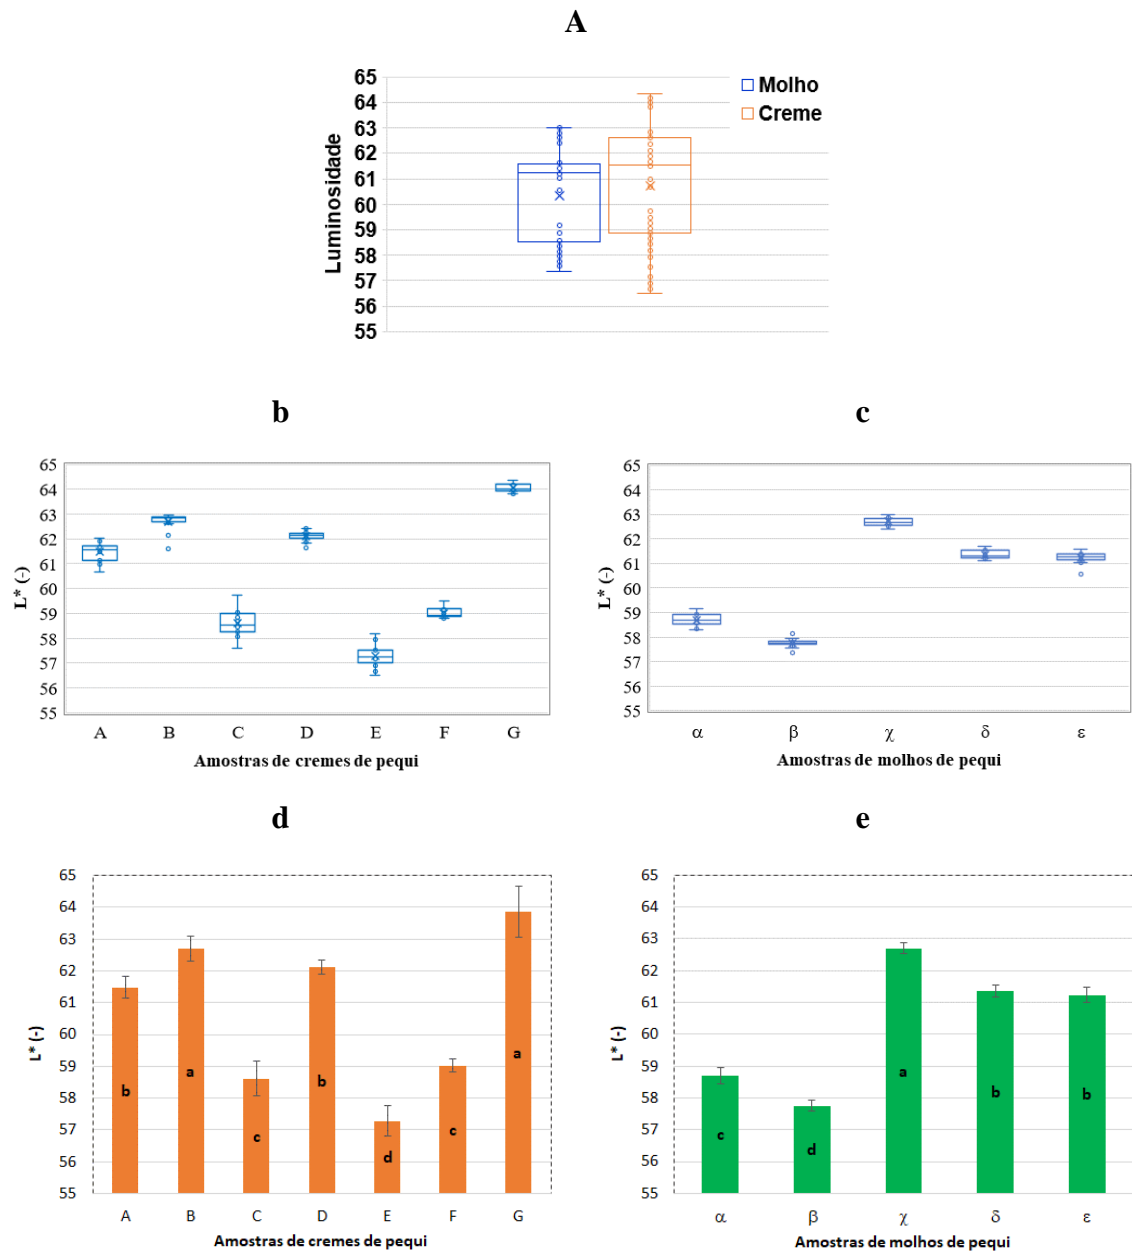 A
65
64
63
62
61
60
59
58
57
56
55
Luminosidade
Molho
Creme
b
65
64
63
62
61
60
59
58
57
56
55
L* (-)
A B C D E F G
Amostras de cremes de pequi
c
65
64
63
62
61
60
59
58
57
56
55
L* (-)
α β χ δ ε
Amostras de molhos de pequi
d
65
64
63
62
61
60
59
58
57
56
55
L* (-)
b a c b d c a
A B C D E F G
Amostras de cremes de pequi
e
65
64
63
62
61
60
59
58
57
56
55
L* (-)
c d a b b
α β χ δ ε
Amostras de molhos de pequi